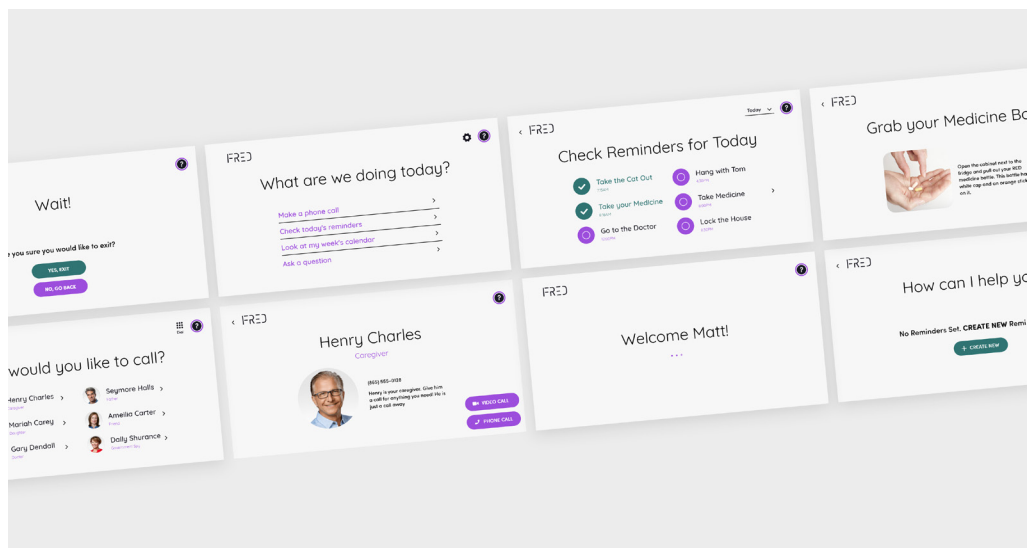 Wait!
e you sure you would like to exit?
YES, EXIT
NO, GO BACK
FRED
What are we doing today?
Make a phone call
Check today's reminders
Look at my week's calendar
Ask a question
FRED
Today
Check Reminders for Today
Take the Cat Out
Take your Medicine
Go to the Doctor
Hang with Tom
Take Medicine
Lock the House
FRED
Grab your Medicine Bo
Open the cabinet next to the
fridge and pull out your RED
medicine bottle. This bottle ha
white cap and an orange stick
on it.
would you like to call?
Henry Charles
Caregiver
Mariah Carey
Gary Dendall
Seymore Halls
Amelia Carter
Dolly Shurance
FRED
Henry Charles
Caregiver
(865) 985-0128
Henry is your caregiver. Give him
a call for anything you need! He is
just a call away
VIDEO CALL
PHONE CALL
FRED
Welcome Matt!
FRED
How can I help yo
No Reminders Set. CREATE NEW Remi
+ CREATE NEW